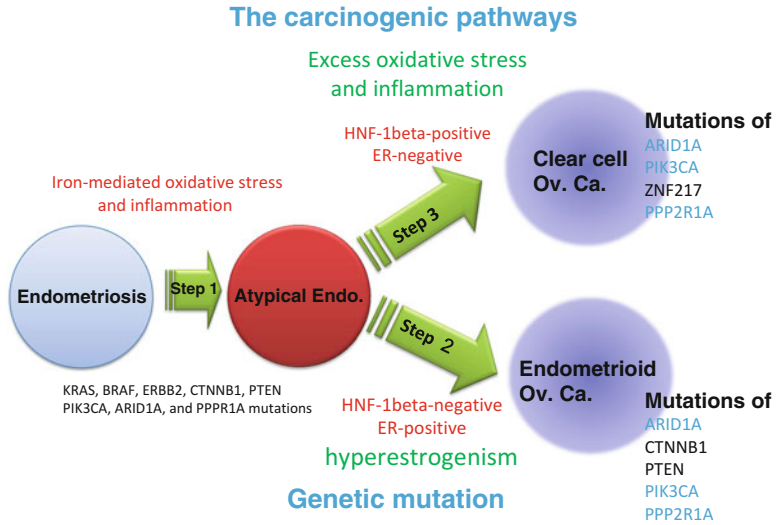 The carcinogenic pathways
Excess oxidative stress
and inflammation
HNF-1beta-positive
ER-negative
Mutations of
ARID1A
PIK3CA
ZNF217
PPP2R1A
Clear cell
Ov. Ca.
Iron-mediated oxidative stress
and inflammation
Step 3
Endometriosis
Step 1
Atypical Endo.
Step 2
Endometrioid
Ov. Ca.
KRAS, BRAF, ERBB2, CTNNB1, PTEN
PIK3CA, ARID1A, and PPPR1A mutations
HNF-1beta-negative
ER-positive
hyperestrogenism
Mutations of
ARID1A
CTNNB1
PTEN
PIK3CA
PPP2R1A
Genetic mutation